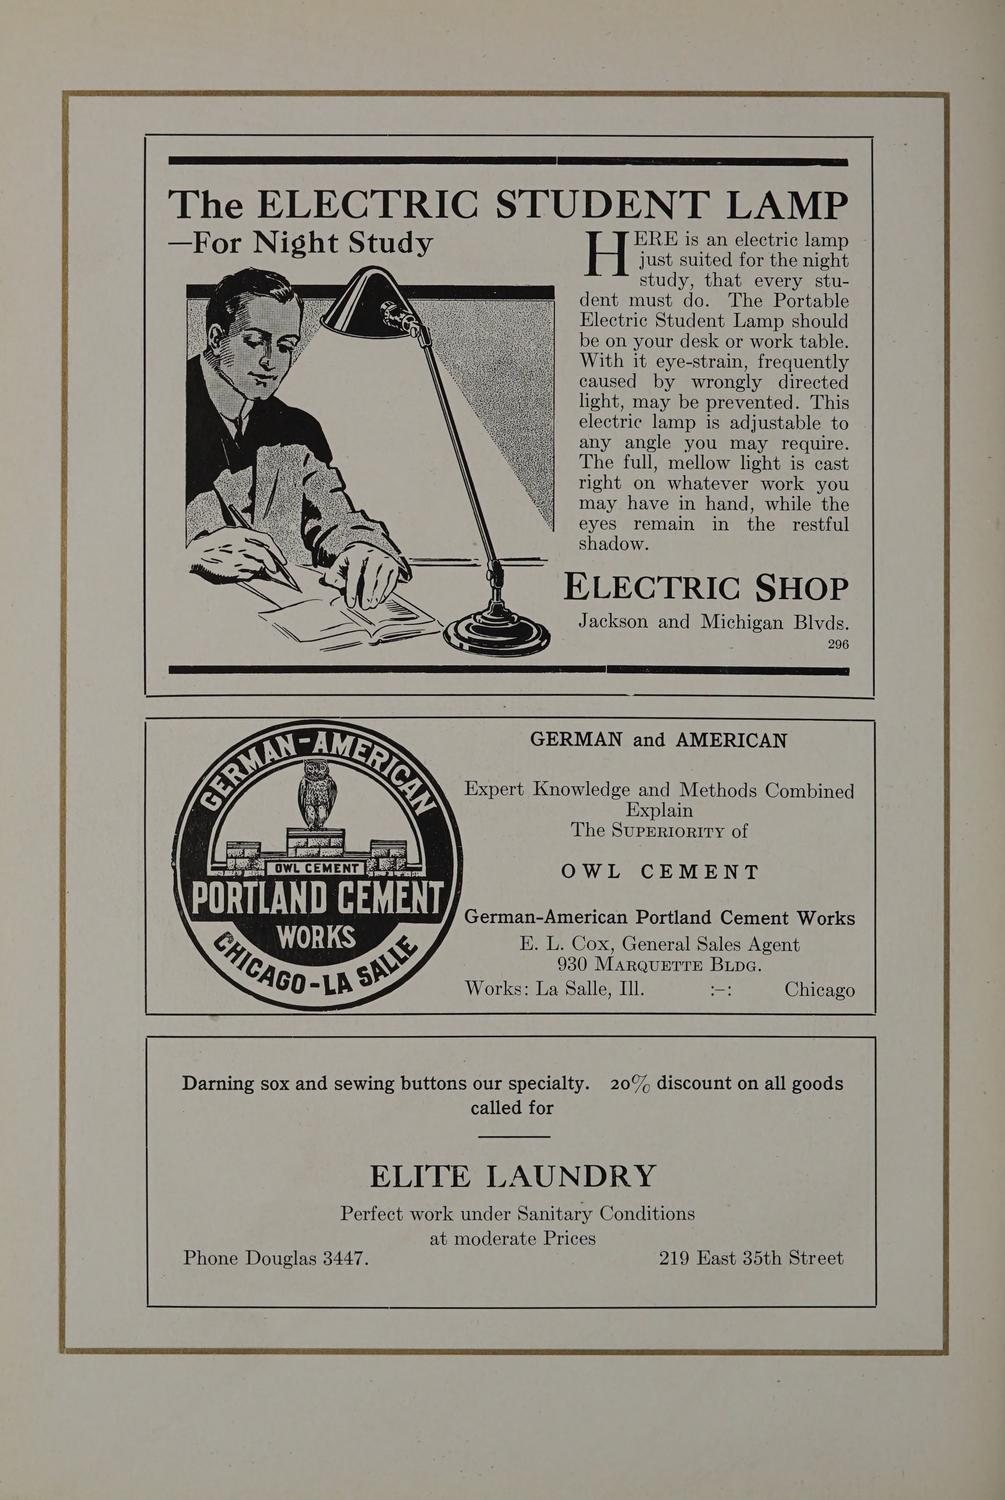 The ELECTRIC STUDENT LAMP
—For Night Study
HERE is an electric lamp
just suited for the night
study, that every stu-
dent must do. The Portable
Electric Student Lamp should
be on your desk or work table.
With it eye-strain, frequently
caused by wrongly directed
light, may be prevented. This
electric lamp is adjustable to
any angle you may require.
The full, mellow light is cast
right on whatever work you
may have in hand, while the
eyes remain in the restful
shadow.
ELECTRIC SHOP
Jackson and Michigan Blvds.
296
GERMAN-AMERICAN
OWL CEMENT
PORTLAND CEMENT
WORKS
CHICAGO-LA SALLE
GERMAN and AMERICAN
Expert Knowledge and Methods Combined
Explain
The SUPERIORITY of
OWL CEMENT
German-American Portland Cement Works
E. L. Cox, General Sales Agent
930 MARQUETTE BLDG.
Works: La Salle, Ill. :–: Chicago
Darning sox and sewing buttons our specialty. 20% discount on all goods
called for
ELITE LAUNDRY
Perfect work under Sanitary Conditions
at moderate Prices
Phone Douglas 3447. 219 East 35th Street